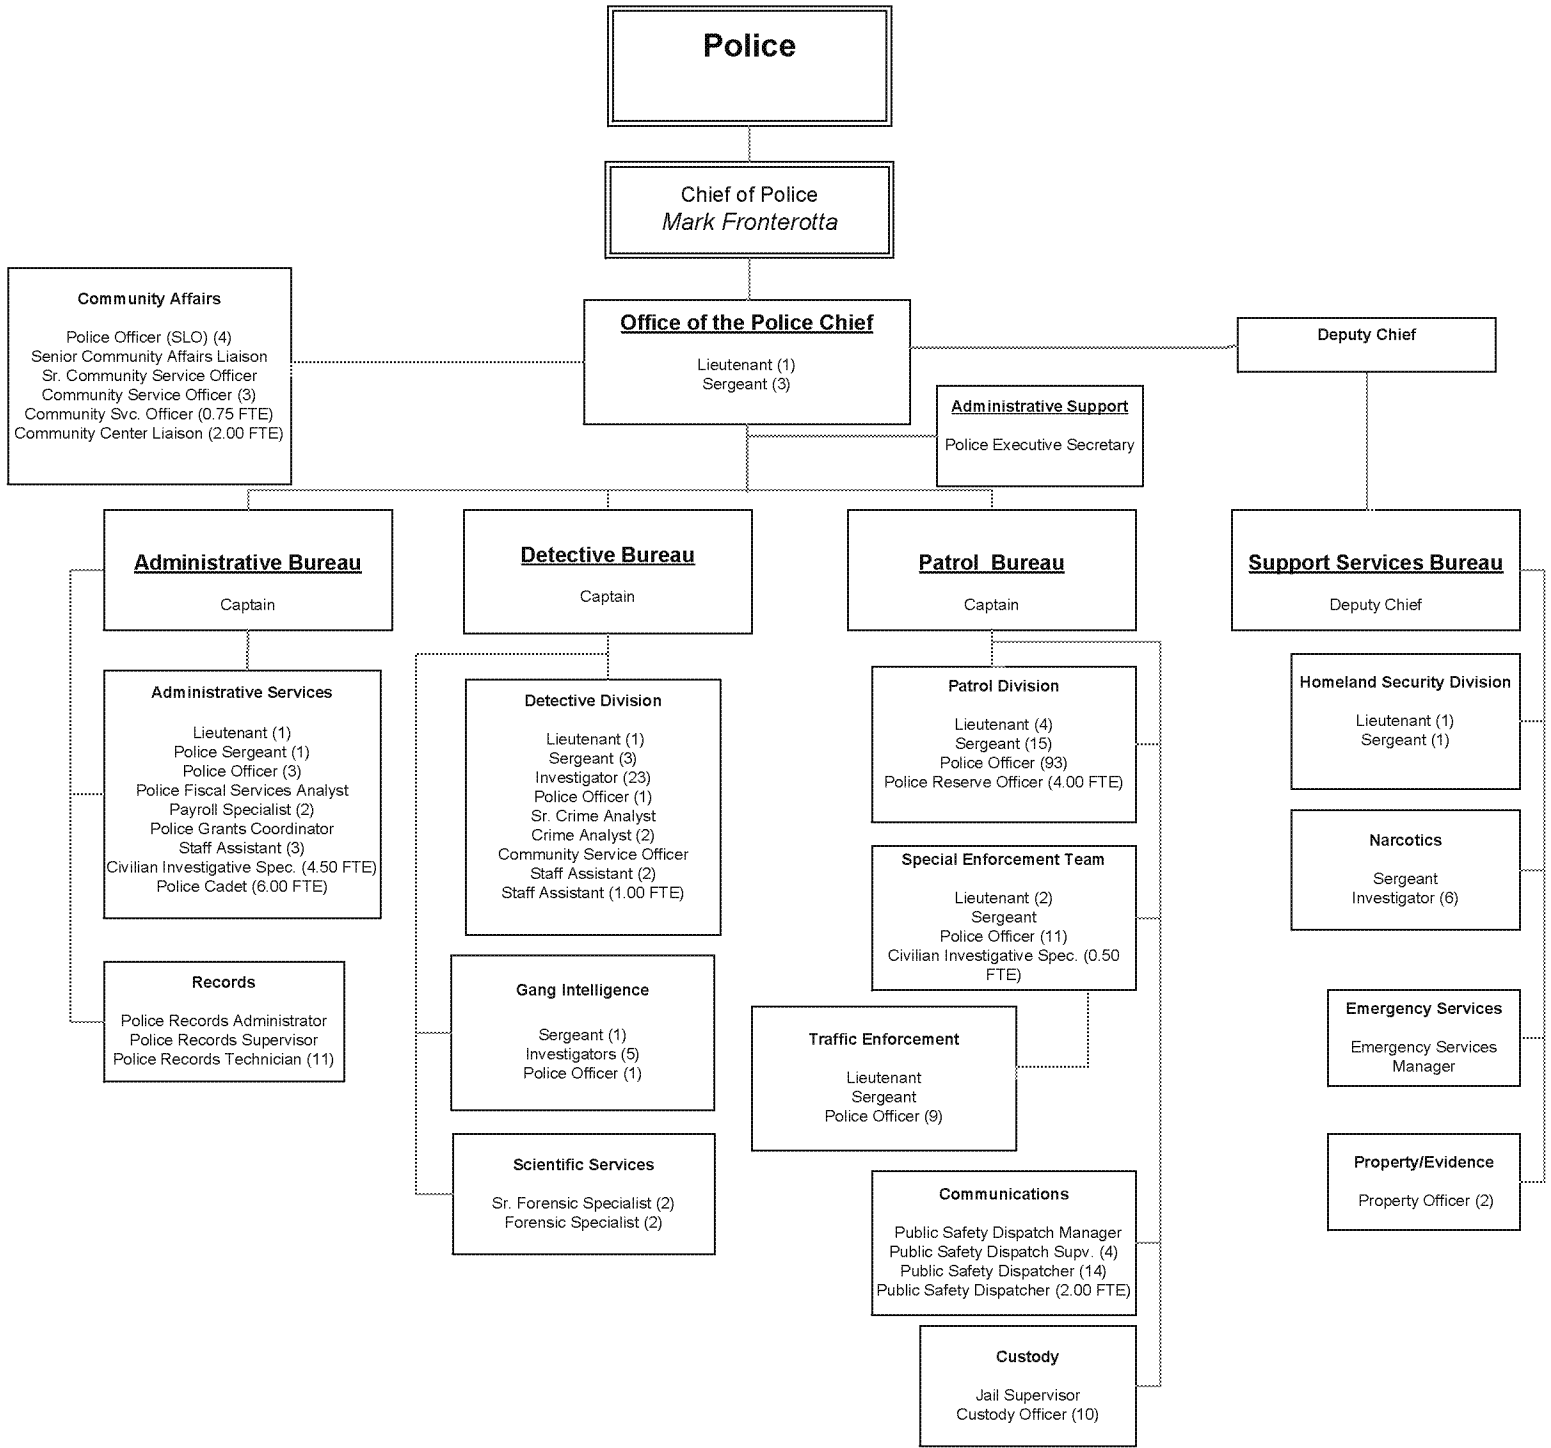 Police
Chief of Police
Mark Fronterotta
Community Affairs
Police Officer (SLO) (4)
Senior Community Affairs Liaison
Sr. Community Service Officer
Community Service Officer (3)
Community Svc. Officer (0.75 FTE)
Community Center Liaison (2.00 FTE)
Office of the Police Chief
Lieutenant (1)
Sergeant (3)
Deputy Chief
Administrative Support
Police Executive Secretary
Administrative Bureau
Captain
Administrative Services
Lieutenant (1)
Police Sergeant (1)
Police Officer (3)
Police Fiscal Services Analyst
Payroll Specialist (2)
Police Grants Coordinator
Staff Assistant (3)
Civilian Investigative Spec. (4.50 FTE)
Police Cadet (6.00 FTE)
Records
Police Records Administrator
Police Records Supervisor
Police Records Technician (11)
Detective Bureau
Captain
Detective Division
Lieutenant (1)
Sergeant (3)
Investigator (23)
Police Officer (1)
Sr. Crime Analyst
Crime Analyst (2)
Community Service Officer
Staff Assistant (2)
Staff Assistant (1.00 FTE)
Gang Intelligence
Sergeant (1)
Investigators (5)
Police Officer (1)
Scientific Services
Sr. Forensic Specialist (2)
Forensic Specialist (2)
Patrol Bureau
Captain
Patrol Division
Lieutenant (4)
Sergeant (15)
Police Officer (93)
Police Reserve Officer (4.00 FTE)
Special Enforcement Team
Lieutenant (2)
Sergeant
Police Officer (11)
Civilian Investigative Spec. (0.50
FTE)
Traffic Enforcement
Lieutenant
Sergeant
Police Officer (9)
Communications
Public Safety Dispatch Manager
Public Safety Dispatch Supv. (4)
Public Safety Dispatcher (14)
Public Safety Dispatcher (2.00 FTE)
Custody
Jail Supervisor
Custody Officer (10)
Support Services Bureau
Deputy Chief
Homeland Security Division
Lieutenant (1)
Sergeant (1)
Narcotics
Sergeant
Investigator (6)
Emergency Services
Emergency Services
Manager
Property/Evidence
Property Officer (2)